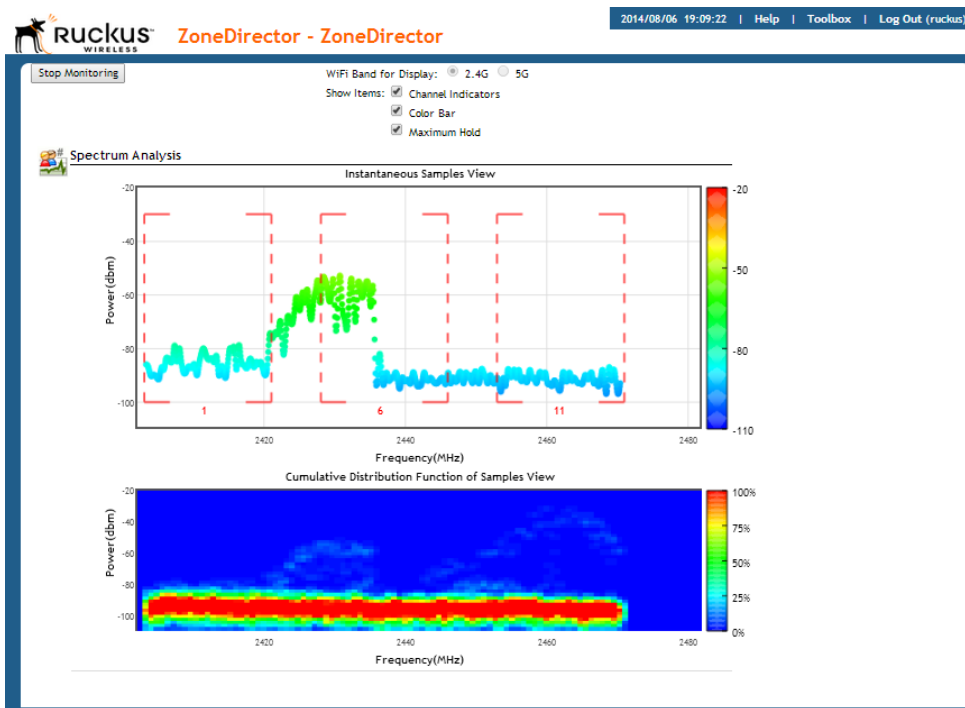 2014/08/06 19:09:22 | Help | Toolbox | Log Out (ruckus)
RUCKUS WIRELESS
ZoneDirector - ZoneDirector
Stop Monitoring
WiFi Band for Display: 2.4G 5G
Show Items: Channel Indicators
Color Bar
Maximum Hold
Spectrum Analysis
Instantaneous Samples View
Power(dbm)
-20
-40
-60
-80
-100
1 6 11
2420 2440 2460 2480
Frequency(MHz)
-20
-50
-80
-110
Cumulative Distribution Function of Samples View
Power(dbm)
-20
-40
-60
-80
-100
2420 2440 2460 2480
Frequency(MHz)
100%
75%
50%
25%
0%